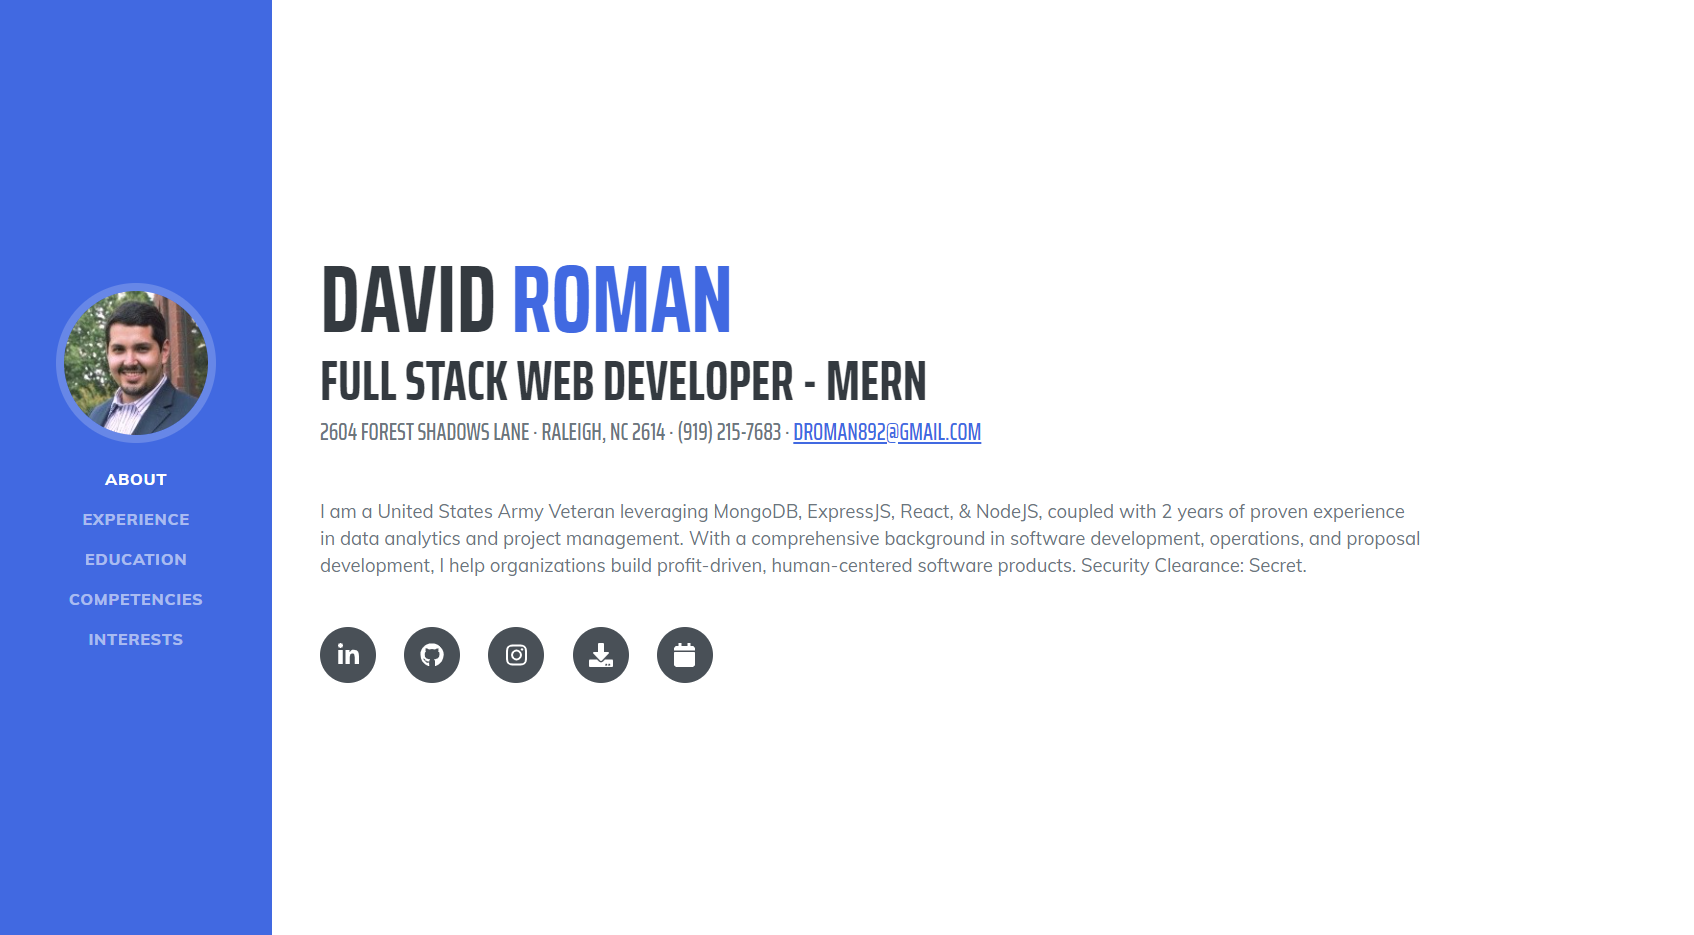 ABOUT
EXPERIENCE
EDUCATION
COMPETENCIES
INTERESTS
DAVID ROMAN
FULL STACK WEB DEVELOPER - MERN
2604 FOREST SHADOWS LANE · RALEIGH, NC 2614 · (919) 215-7683 · DROMAN892@GMAIL.COM
I am a United States Army Veteran leveraging MongoDB, ExpressJS, React, & NodeJS, coupled with 2 years of proven experience
in data analytics and project management. With a comprehensive background in software development, operations, and proposal
development, I help organizations build profit-driven, human-centered software products. Security Clearance: Secret.
in